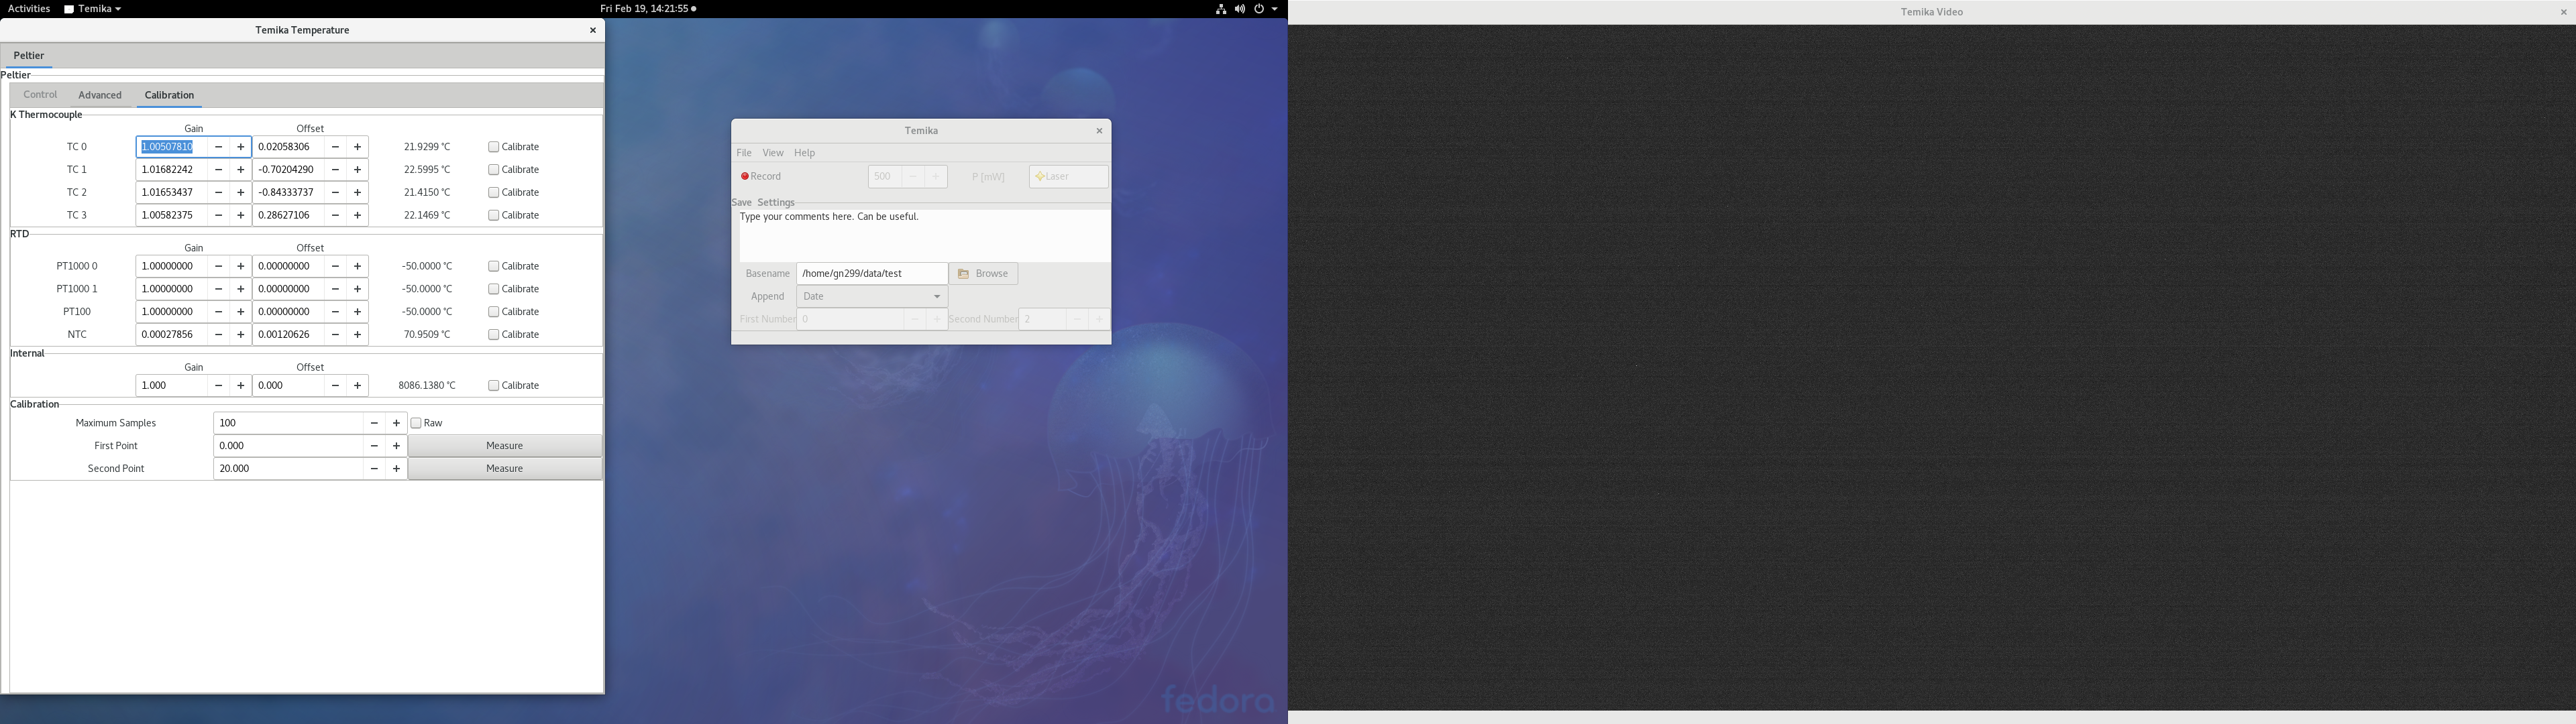 Activities Temika Fri Feb 19, 14:21:55
Temika Temperature
Peltier
Peltier
Control Advanced Calibration
K Thermocouple
Gain Offset
TC 0 1.00507810 0.02058306 21.9299 °C Calibrate
TC 1 1.01682242 -0.70204290 22.5995 °C Calibrate
TC 2 1.01653437 -0.84333737 21.4150 °C Calibrate
TC 3 1.00582375 0.28627106 22.1469 °C Calibrate
RTD
Gain Offset
PT1000 0 1.00000000 0.00000000 -50.0000 °C Calibrate
PT1000 1 1.00000000 0.00000000 -50.0000 °C Calibrate
PT100 1.00000000 0.00000000 -50.0000 °C Calibrate
NTC 0.00027856 0.00120626 70.9509 °C Calibrate
Internal
Gain Offset
1.000 0.000 8086.1380 °C Calibrate
Calibration
Maximum Samples 100 Raw
First Point 0.000 Measure
Second Point 20.000 Measure
Temika
File View Help
Record 500 P [mW] Laser
Save Settings
Type your comments here. Can be useful.
Basename /home/gn299/data/test Browse
Append Date
First Number 0 Second Number 2
fedora
Temika Video